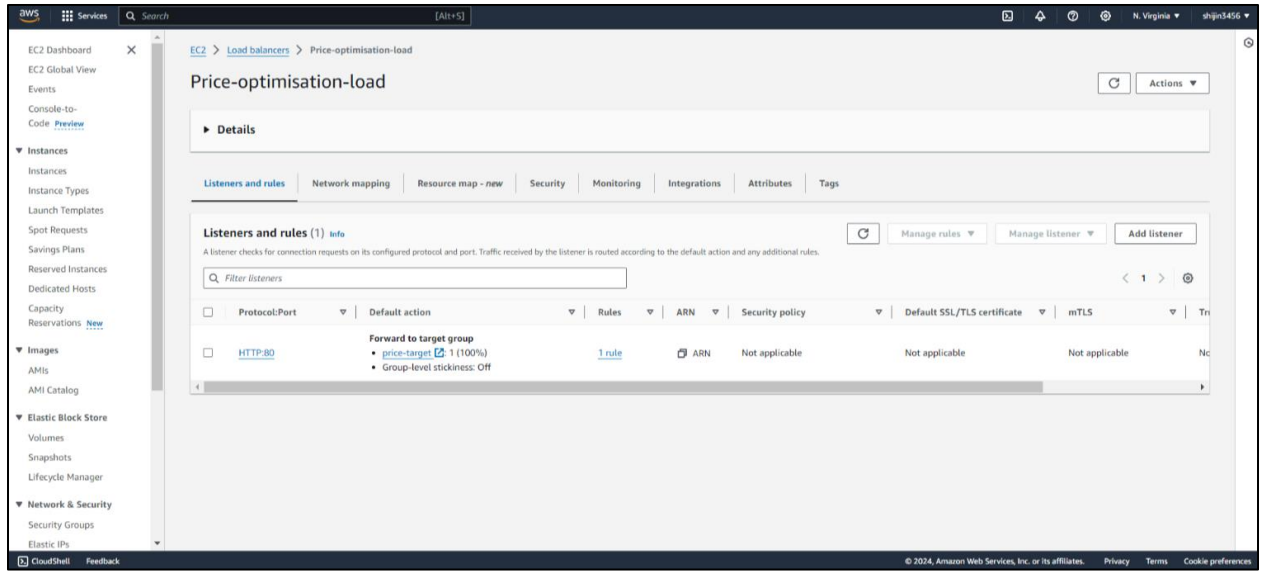 aws Services Search [Alt+S] N. Virginia shijin3456
EC2 Dashboard
EC2 Global View
Events
Console-to-
Code Preview
Instances
Instances
Instance Types
Launch Templates
Spot Requests
Savings Plans
Reserved Instances
Dedicated Hosts
Capacity
Reservations New
Images
AMIs
AMI Catalog
Elastic Block Store
Volumes
Snapshots
Lifecycle Manager
Network & Security
Security Groups
Elastic IPs
EC2 > Load balancers > Price-optimisation-load
Price-optimisation-load
Actions
Details
Listeners and rules Network mapping Resource map - new Security Monitoring Integrations Attributes Tags
Listeners and rules (1) Info
Manage rules Manage listener Add listener
A listener checks for connection requests on its configured protocol and port. Traffic received by the listener is routed according to the default action and any additional rules.
Filter listeners
1
Protocol:Port Default action Rules ARN Security policy Default SSL/TLS certificate mTLS Tru
Forward to target group
HTTP:80 • price-target : 1 (100%) 1 rule ARN Not applicable Not applicable Not applicable No
• Group-level stickiness: Off
CloudShell Feedback © 2024, Amazon Web Services, Inc. or its affiliates. Privacy Terms Cookie preferences